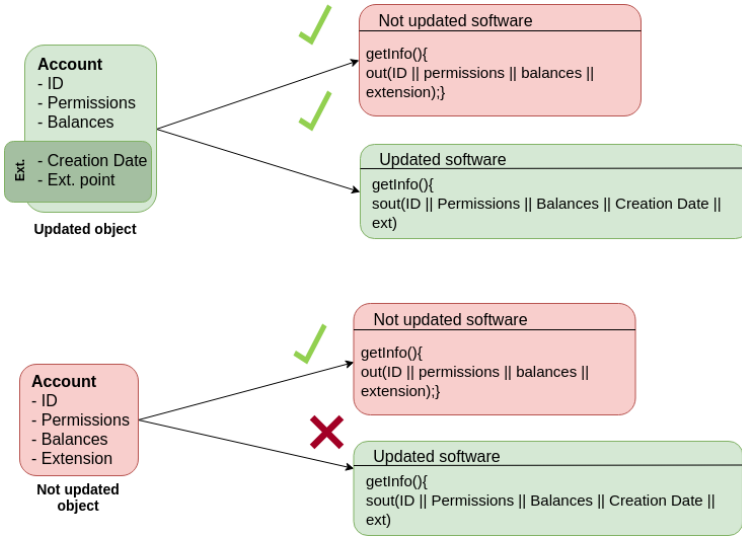 Account
- ID
- Permissions
- Balances
Ext.
- Creation Date
- Ext. point
Updated object
Not updated software
getInfo(){
out(ID || permissions || balances ||
extension);}
Updated software
getInfo(){
sout(ID || Permissions || Balances || Creation Date ||
ext)
Account
- ID
- Permissions
- Balances
- Extension
Not updated
object
Not updated software
getInfo(){
out(ID || permissions || balances ||
extension);}
Updated software
getInfo(){
sout(ID || Permissions || Balances || Creation Date ||
ext)